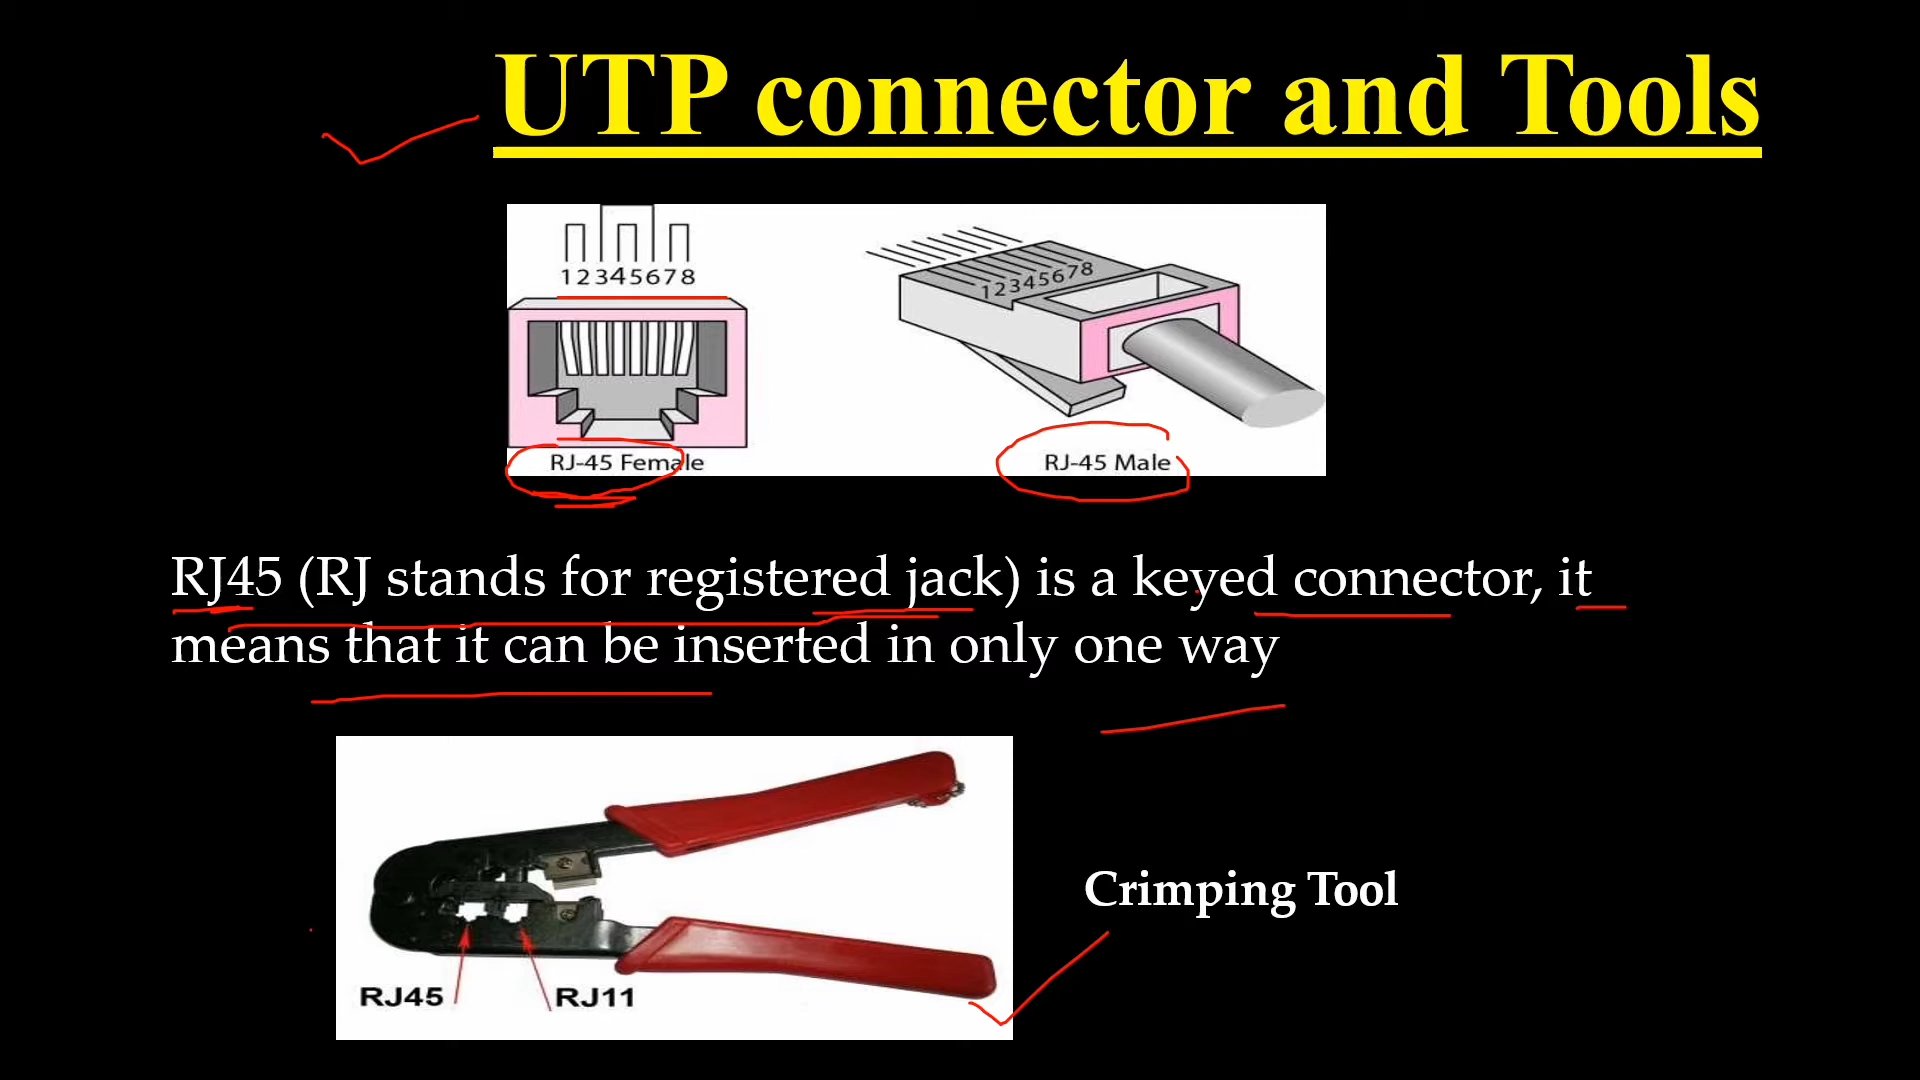 UTP connector and Tools
12345678
12345678
RJ-45 Female
RJ-45 Male
RJ45 (RJ stands for registered jack) is a keyed connector, it
means that it can be inserted in only one way
Crimping Tool
RJ45
RJ11